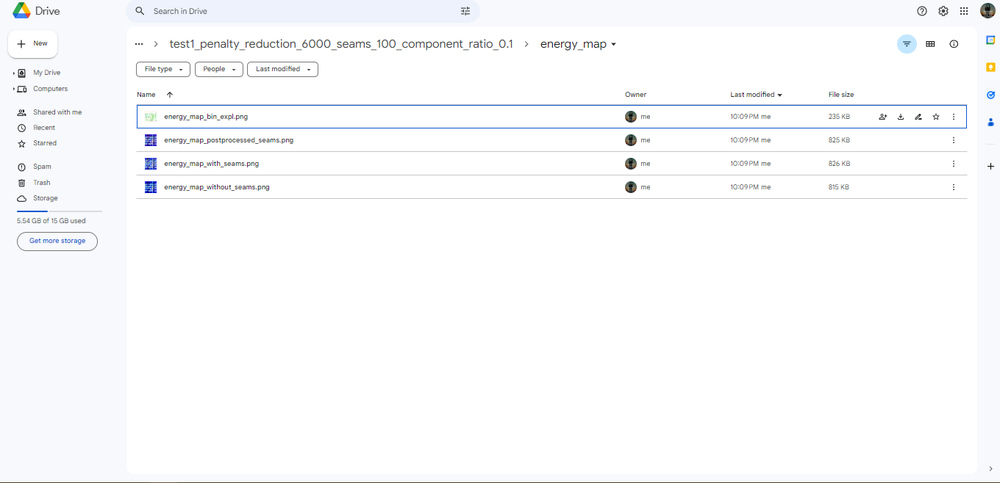 Drive
Search in Drive
New
My Drive
Computers
Shared with me
Recent
Starred
Spam
Trash
Storage
5.54 GB of 15 GB used
Get more storage
test1_penalty_reduction_6000_seams_100_component_ratio_0.1 energy_map
File type People Last modified
Name Owner Last modified File size
energy_map_bin_expl.png me 10:09 PM me 235 KB
energy_map_postprocessed_seams.png me 10:09 PM me 825 KB
energy_map_with_seams.png me 10:09 PM me 826 KB
energy_map_without_seams.png me 10:09 PM me 815 KB